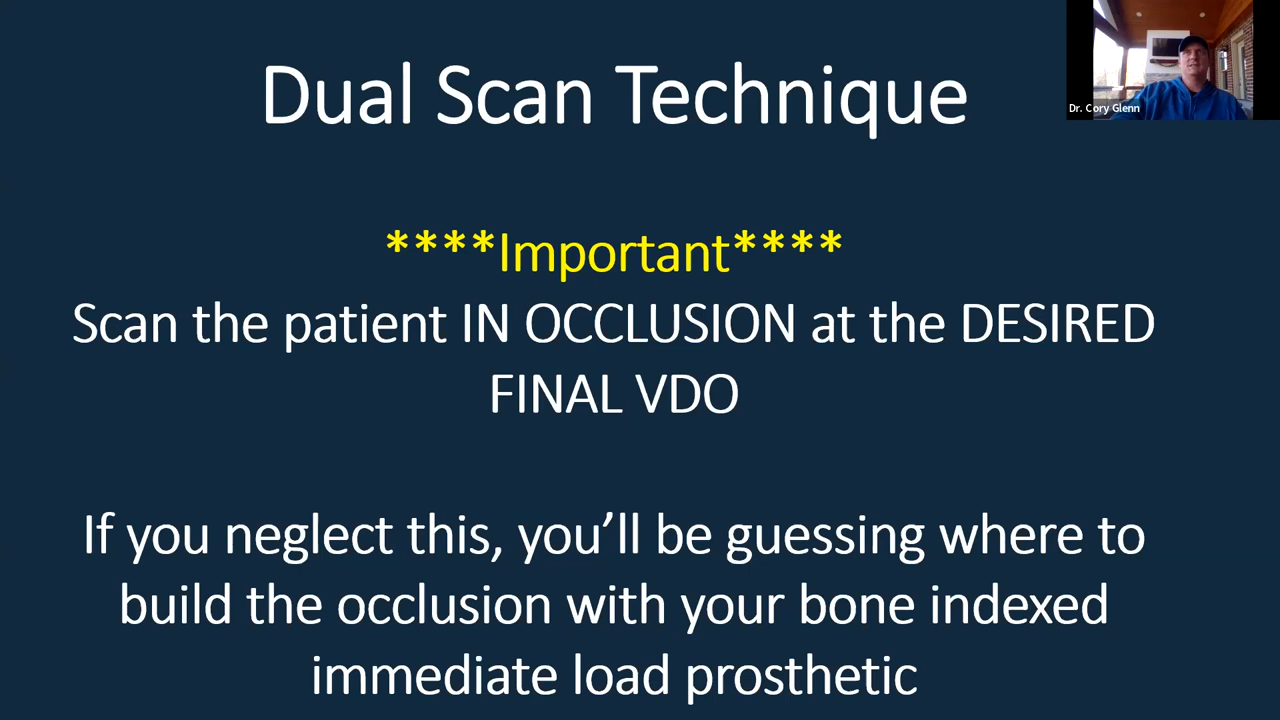 Dual Scan Technique
Dr. Cory Glenn
****Important****
Scan the patient IN OCCLUSION at the DESIRED
FINAL VDO
If you neglect this, you’ll be guessing where to
build the occlusion with your bone indexed
immediate load prosthetic